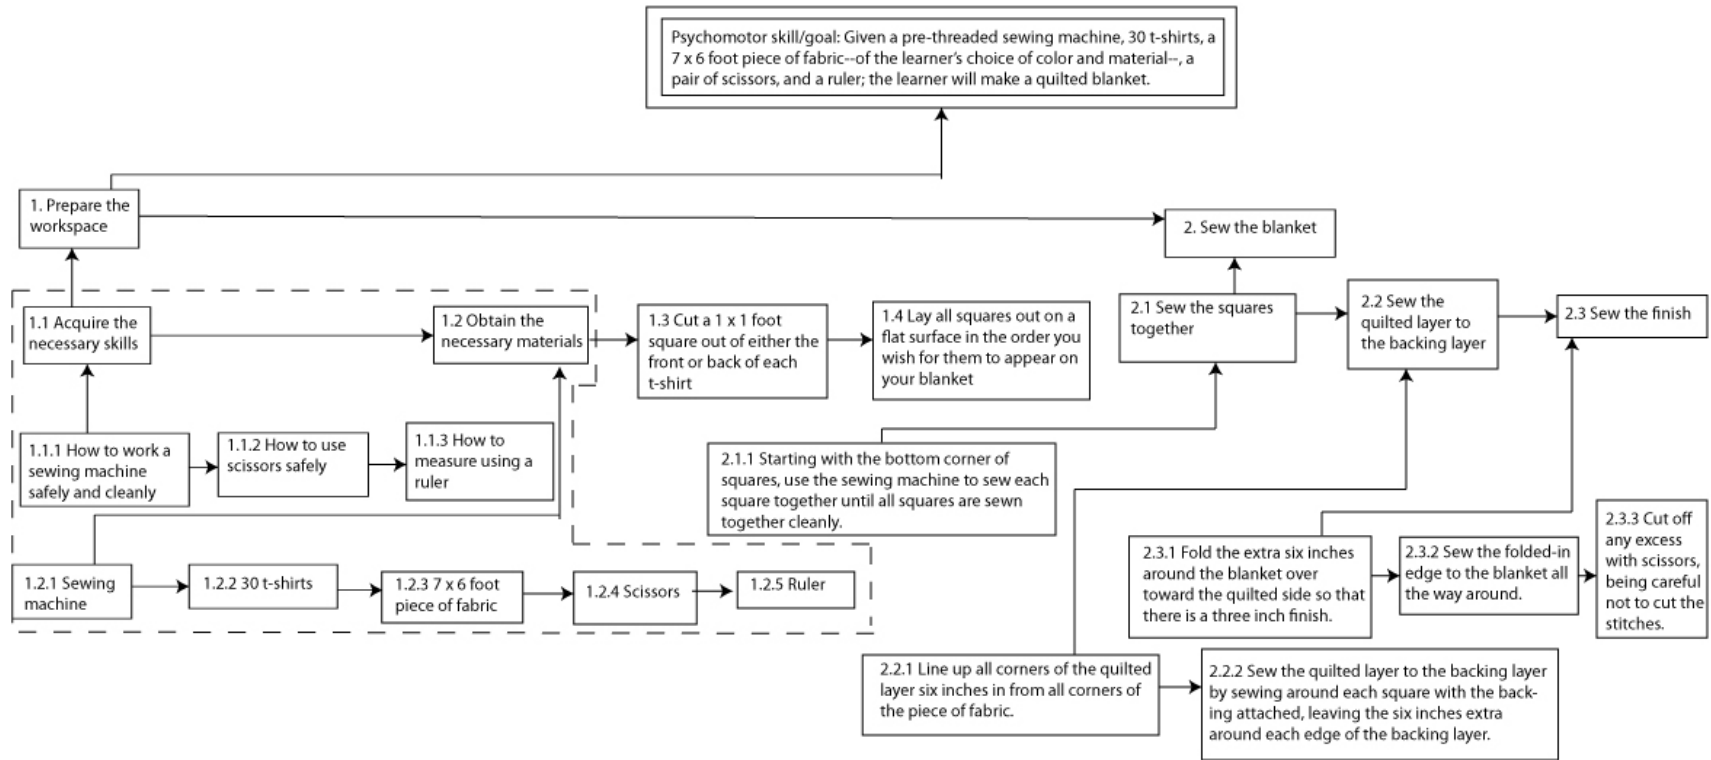 Psychomotor skill/goal: Given a pre-threaded sewing machine, 30 t-shirts, a
7 x 6 foot piece of fabric--of the learner's choice of color and material--, a
pair of scissors, and a ruler; the learner will make a quilted blanket.
1. Prepare the
workspace
2. Sew the blanket
1.1 Acquire the
necessary skills
1.2 Obtain the
necessary materials
1.3 Cut a 1 x 1 foot
square out of either the
front or back of each
t-shirt
1.4 Lay all squares out on a
flat surface in the order you
wish for them to appear on
your blanket
2.1 Sew the squares
together
2.2 Sew the
quilted layer to
the backing layer
2.3 Sew the finish
1.1.1 How to work a
sewing machine
safely and cleanly
1.1.2 How to use
scissors safely
1.1.3 How to
measure using a
ruler
2.1.1 Starting with the bottom corner of
squares, use the sewing machine to sew each
square together until all squares are sewn
together cleanly.
1.2.1 Sewing
machine
1.2.2 30 t-shirts
1.2.3 7 x 6 foot
piece of fabric
1.2.4 Scissors
1.2.5 Ruler
2.3.1 Fold the extra six inches
around the blanket over
toward the quilted side so that
there is a three inch finish.
2.3.2 Sew the folded-in
edge to the blanket all
the way around.
2.3.3 Cut off
any excess
with scissors,
being careful
not to cut the
stitches.
2.2.1 Line up all corners of the quilted
layer six inches in from all corners of
the piece of fabric.
2.2.2 Sew the quilted layer to the backing layer
by sewing around each square with the back-
ing attached, leaving the six inches extra
around each edge of the backing layer.